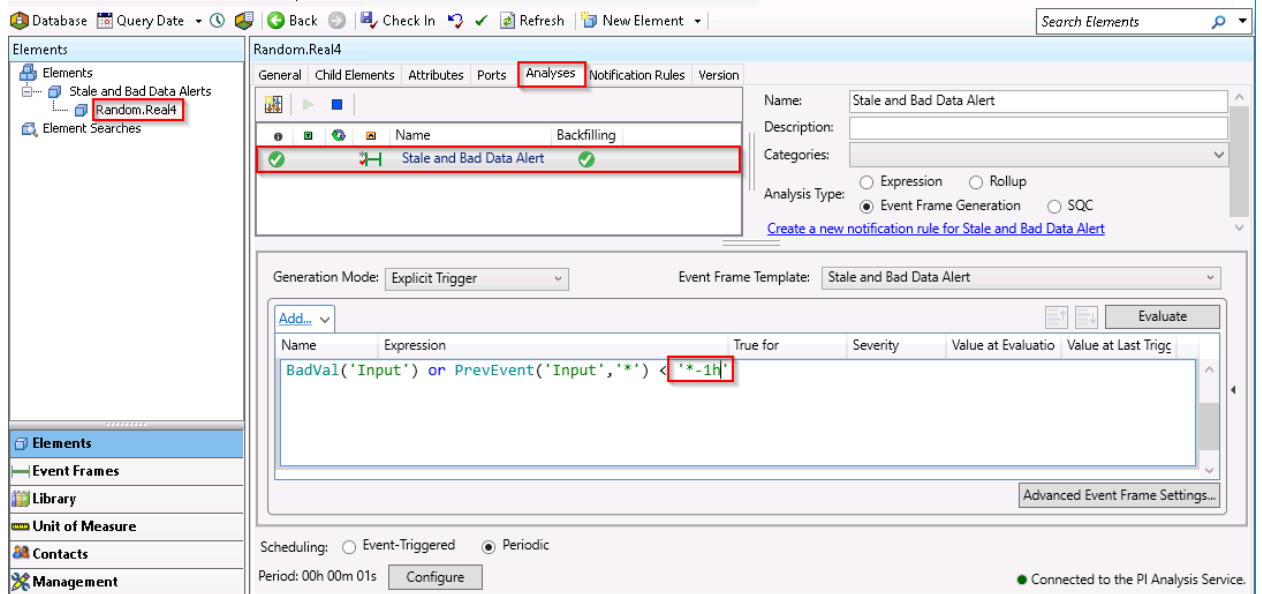 Database Query Date Back Check In Refresh New Element Search Elements
Elements
Elements
Stale and Bad Data Alerts
Random.Real4
Element Searches
Random.Real4
General Child Elements Attributes Ports Analyses Notification Rules Version
Name Backfilling
Stale and Bad Data Alert
Name: Stale and Bad Data Alert
Description:
Categories:
Analysis Type: Expression Rollup
Event Frame Generation SQC
Create a new notification rule for Stale and Bad Data Alert
Generation Mode: Explicit Trigger Event Frame Template: Stale and Bad Data Alert
Add... Evaluate
Name Expression True for Severity Value at Evaluatio Value at Last Trigg
BadVal('Input') or PrevEvent('Input','*') < '*-1h'
Advanced Event Frame Settings...
Scheduling: Event-Triggered Periodic
Period: 00h 00m 01s Configure
Connected to the PI Analysis Service.
Elements
Event Frames
Library
Unit of Measure
Contacts
Management